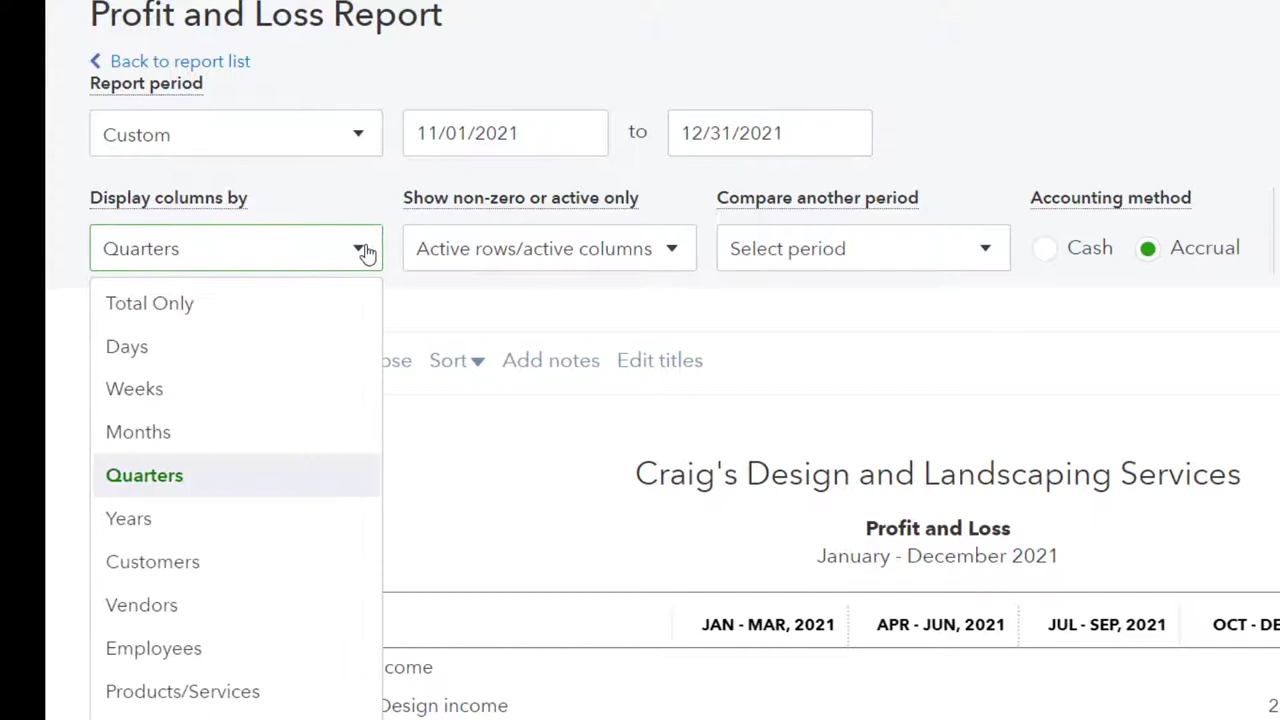 Profit and Loss Report
Back to report list
Report period
Custom 11/01/2021 to 12/31/2021
Display columns by Show non-zero or active only Compare another period Accounting method
Quarters Active rows/active columns Select period Cash Accrual
Total Only
Days
Sort Add notes Edit titles
Weeks
Months
Quarters
Craig's Design and Landscaping Services
Years
Profit and Loss
January - December 2021
Customers
Vendors
JAN - MAR, 2021 APR - JUN, 2021 JUL - SEP, 2021 OCT - DE
Employees
come
Products/Services
Design income 2